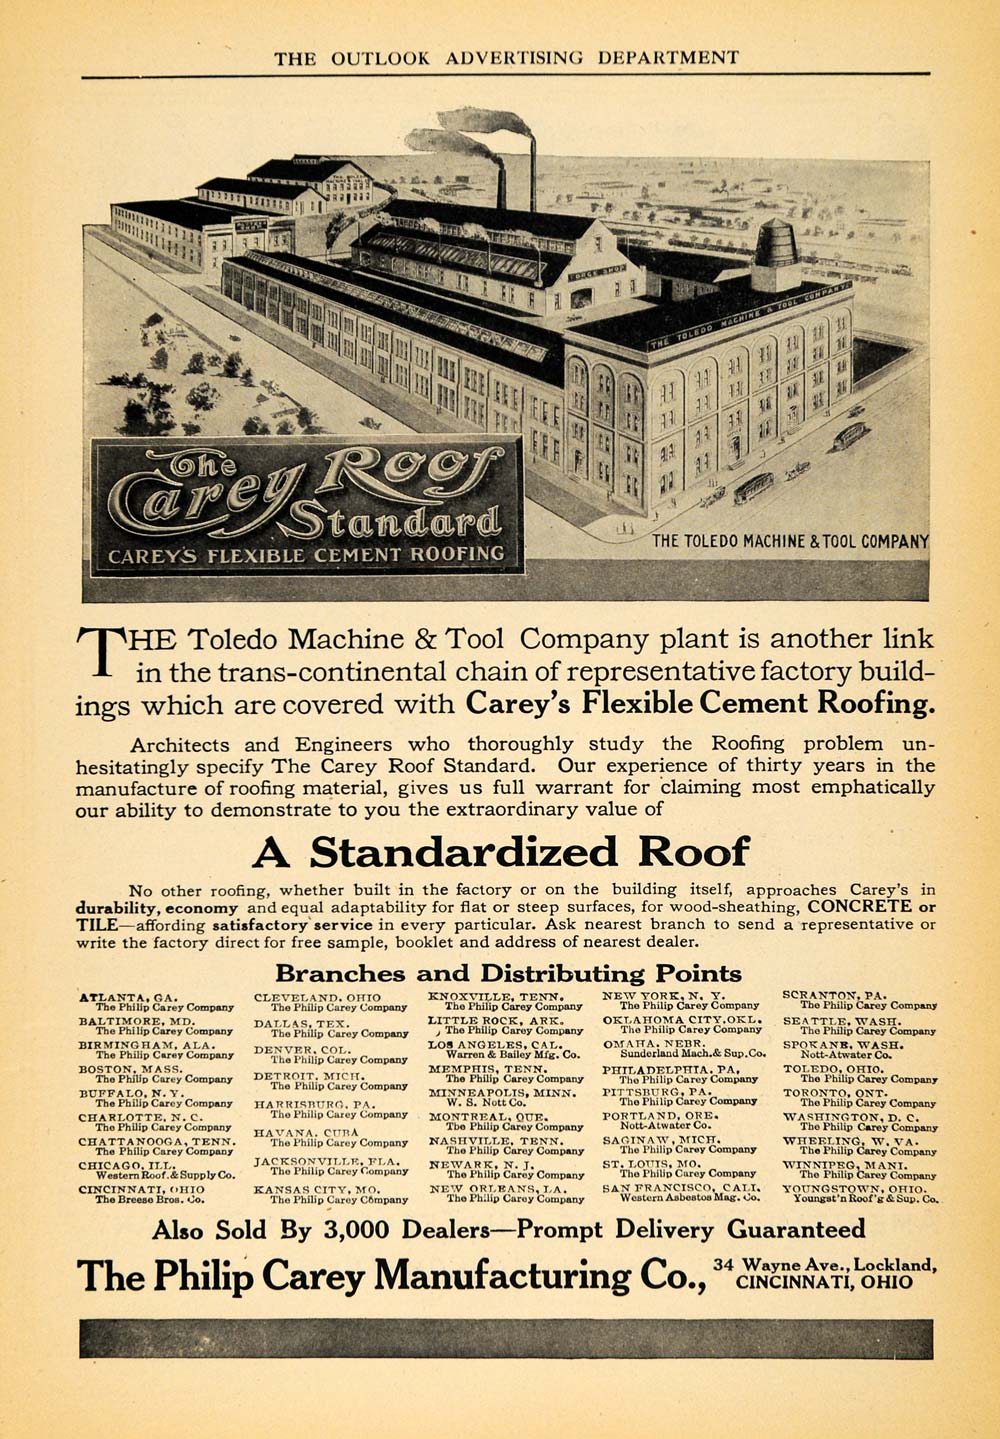 THE OUTLOOK ADVERTISING DEPARTMENT
FORGE SHOP
THE TOLEDO MACHINE & TOOL COMPANY.
The Carey Roof
Standard
CAREY'S FLEXIBLE CEMENT ROOFING
THE TOLEDO MACHINE & TOOL COMPANY
THE Toledo Machine & Tool Company plant is another link
in the trans-continental chain of representative factory build-
ings which are covered with Carey's Flexible Cement Roofing.
Architects and Engineers who thoroughly study the Roofing problem un-
hesitatingly specify The Carey Roof Standard. Our experience of thirty years in the
manufacture of roofing material, gives us full warrant for claiming most emphatically
our ability to demonstrate to you the extraordinary value of
A Standardized Roof
No other roofing, whether built in the factory or on the building itself, approaches Carey's in
durability, economy and equal adaptability for flat or steep surfaces, for wood-sheathing, CONCRETE or
TILE—affording satisfactory service in every particular. Ask nearest branch to send a representative or
write the factory direct for free sample, booklet and address of nearest dealer.
Branches and Distributing Points
ATLANTA, GA.
The Philip Carey Company
BALTIMORE, MD.
The Philip Carey Company
BIRMINGHAM, ALA.
The Philip Carey Company
BOSTON, MASS.
The Philip Carey Company
BUFFALO, N. Y.
The Philip Carey Company
CHARLOTTE, N. C.
The Philip Carey Company
CHATTANOOGA, TENN.
The Philip Carey Company
CHICAGO, ILL.
Western Roof. & Supply Co.
CINCINNATI, OHIO
The Breese Bros. Co.
CLEVELAND, OHIO
The Philip Carey Company
DALLAS, TEX.
The Philip Carey Company
DENVER, COL.
The Philip Carey Company
DETROIT, MICH.
The Philip Carey Company
HARRISBURG, PA.
The Philip Carey Company
HAVANA, CUBA
The Philip Carey Company
JACKSONVILLE, FLA.
The Philip Carey Company
KANSAS CITY, MO.
The Philip Carey Company
KNOXVILLE, TENN.
The Philip Carey Company
LITTLE ROCK, ARK.
The Philip Carey Company
LOS ANGELES, CAL.
Warren & Bailey Mfg. Co.
MEMPHIS, TENN.
The Philip Carey Company
MINNEAPOLIS, MINN.
W. S. Nott Co.
MONTREAL, QUE.
The Philip Carey Company
NASHVILLE, TENN.
The Philip Carey Company
NEWARK, N. J.
The Philip Carey Company
NEW ORLEANS, LA.
The Philip Carey Company
NEW YORK, N. Y.
The Philip Carey Company
OKLAHOMA CITY, OKL.
The Philip Carey Company
OMAHA, NEBR.
Sunderland Mach. & Sup. Co.
PHILADELPHIA, PA,
The Philip Carey Company
PITTSBURG, PA.
The Philip Carey Company
PORTLAND, ORE.
Nott-Atwater Co.
SAGINAW, MICH.
The Philip Carey Company
ST. LOUIS, MO.
The Philip Carey Company
SAN FRANCISCO, CALI.
Western Asbestos Mag. Co.
SCRANTON, PA.
The Philip Carey Company
SEATTLE, WASH.
The Philip Carey Company
SPOKANE, WASH.
Nott-Atwater Co.
TOLEDO, OHIO.
The Philip Carey Company
TORONTO, ONT.
The Philip Carey Company
WASHINGTON, D. C.
The Philip Carey Company
WHEELING, W. VA.
The Philip Carey Company
WINNIPEG, MANI.
The Philip Carey Company
YOUNGSTOWN, OHIO.
Youngst'n Roof'g & Sup. Co.
Also Sold By 3,000 Dealers—Prompt Delivery Guaranteed
The Philip Carey Manufacturing Co., 34 Wayne Ave., Lockland,
CINCINNATI, OHIO